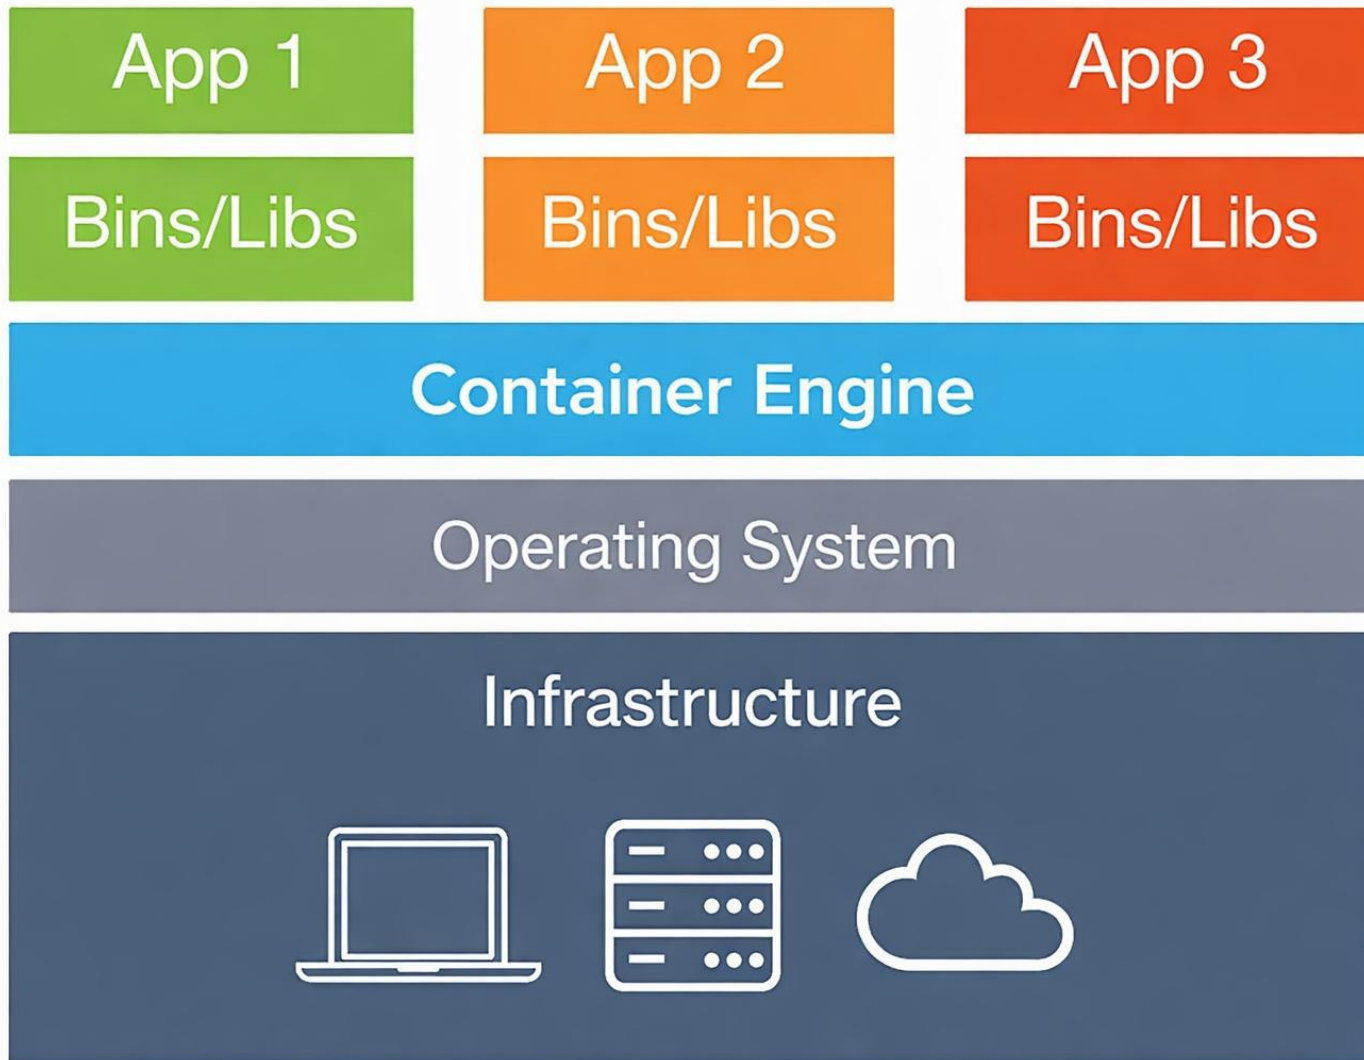 App 1
App 2
App 3
Bins/Libs
Bins/Libs
Bins/Libs
Container Engine
Operating System
Infrastructure